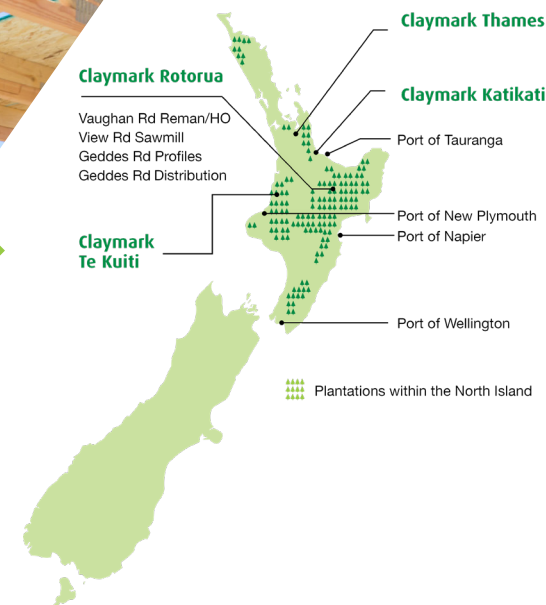 Claymark Thames
Claymark Rotorua
Claymark Katikati
Vaughan Rd Reman/HO
View Rd Sawmill
Geddes Rd Profiles
Geddes Rd Distribution
Port of Tauranga
Port of New Plymouth
Port of Napier
Claymark
Te Kuiti
Port of Wellington
Plantations within the North Island